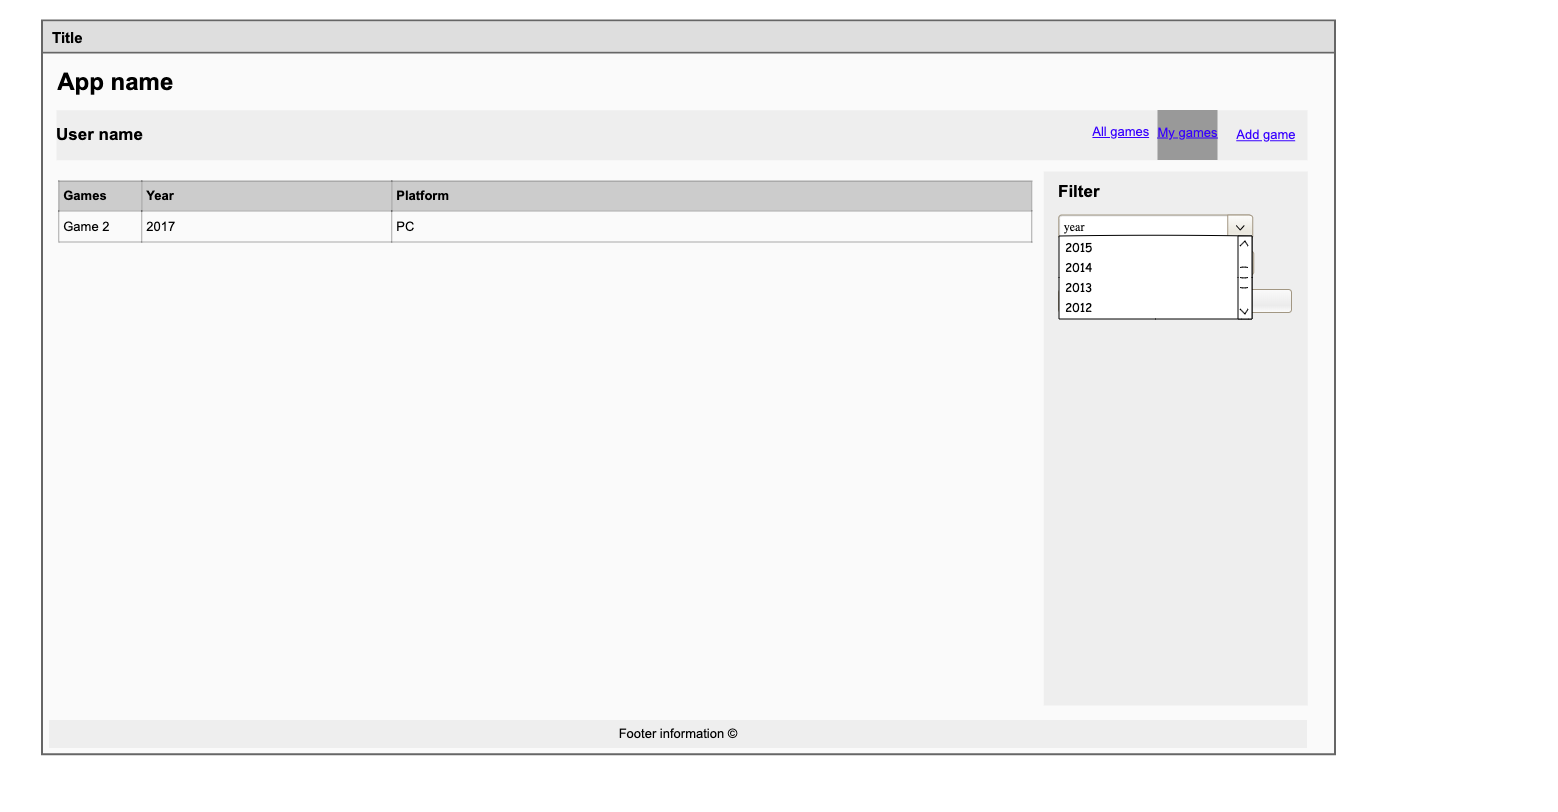 Title
App name
User name
All games My games Add game
Games Year Platform
Game 2 2017 PC
Filter
year
2015
2014
2013
2012
Footer information ©